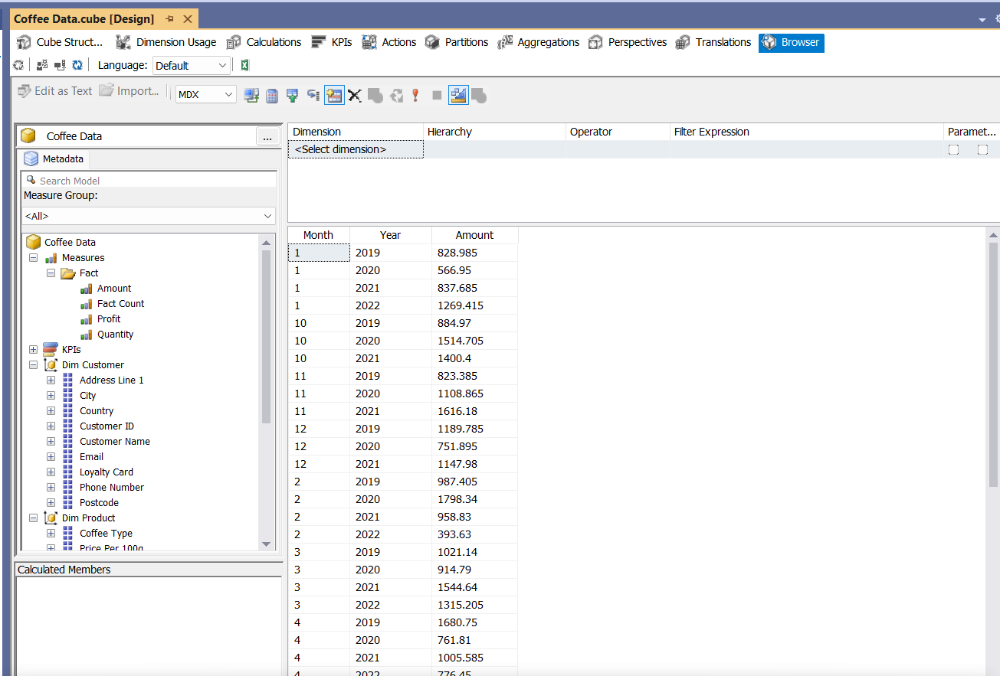 Coffee Data.cube [Design]
Cube Struct... Dimension Usage Calculations KPIs Actions Partitions Aggregations Perspectives Translations Browser
Language: Default
Edit as Text Import... MDX
Coffee Data ...
Metadata
Search Model
Measure Group:
<All>
Coffee Data
Measures
Fact
Amount
Fact Count
Profit
Quantity
KPIs
Dim Customer
Address Line 1
City
Country
Customer ID
Customer Name
Email
Loyalty Card
Phone Number
Postcode
Dim Product
Coffee Type
Price Per 100g
Calculated Members
Dimension Hierarchy Operator Filter Expression Paramet...
<Select dimension>
Month Year Amount
1 2019 828.985
1 2020 566.95
1 2021 837.685
1 2022 1269.415
10 2019 884.97
10 2020 1514.705
10 2021 1400.4
11 2019 823.385
11 2020 1108.865
11 2021 1616.18
12 2019 1189.785
12 2020 751.895
12 2021 1147.98
2 2019 987.405
2 2020 1798.34
2 2021 958.83
2 2022 393.63
3 2019 1021.14
3 2020 914.79
3 2021 1544.64
3 2022 1315.205
4 2019 1680.75
4 2020 761.81
4 2021 1005.585
4 2022 776.45